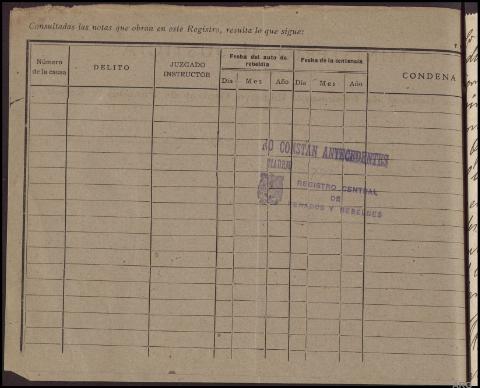 Consultadas las notas que obran en este Registro, resulta lo que sigue:
Número de la causa
DELITO
JUZGADO INSTRUCTOR
Fecha del auto de rebeldía
Día Mes Año
Fecha de la sentencia
Día Mes Año
CONDENA
NO CONSTAN ANTECEDENTES
MADRID
REGISTRO CENTRAL
DE
PENADOS Y REBELDES